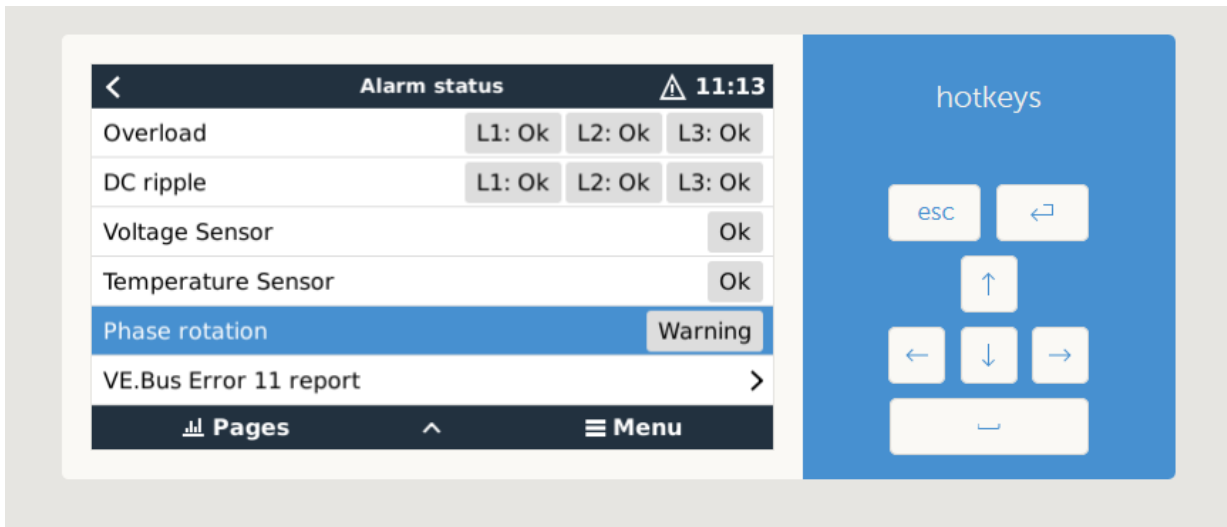 Alarm status 11:13
Overload L1: Ok L2: Ok L3: Ok
DC ripple L1: Ok L2: Ok L3: Ok
Voltage Sensor Ok
Temperature Sensor Ok
Phase rotation Warning
VE.Bus Error 11 report
Pages Menu
hotkeys
esc